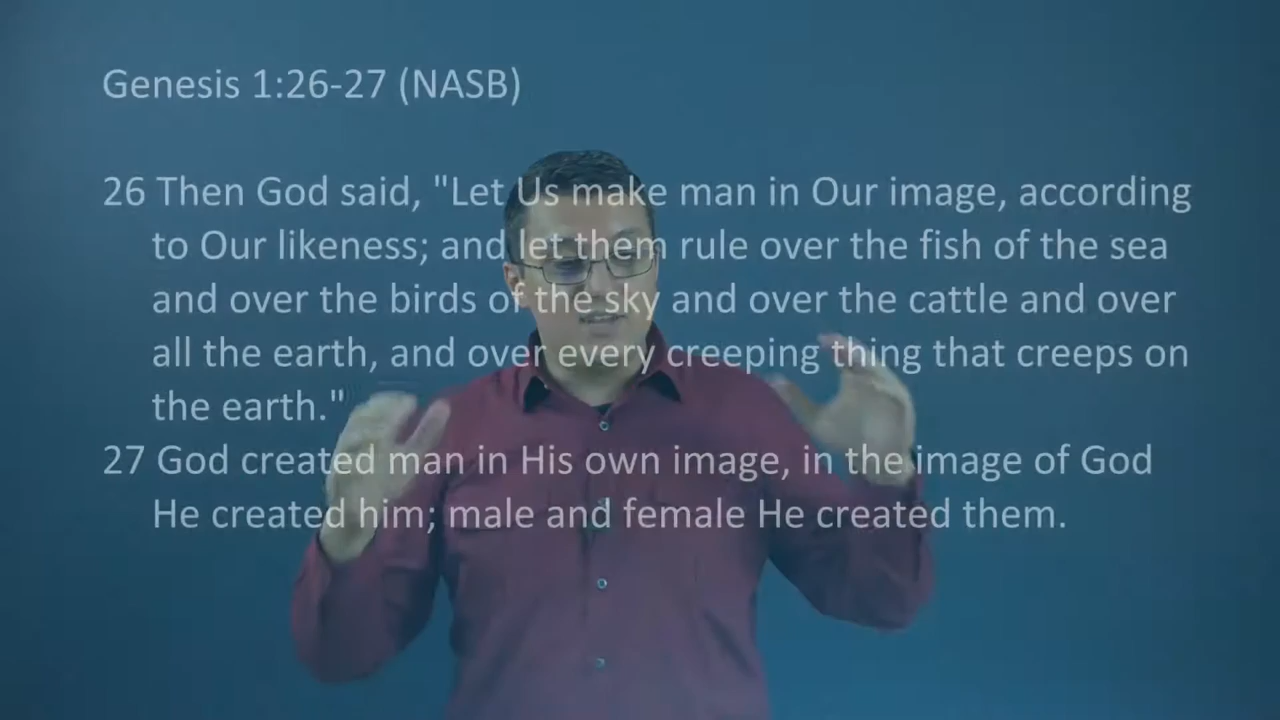 Genesis 1:26-27 (NASB)
26 Then God said, "Let Us make man in Our image, according
to Our likeness; and let them rule over the fish of the sea
and over the birds of the sky and over the cattle and over
all the earth, and over every creeping thing that creeps on
the earth."
27 God created man in His own image, in the image of God
He created him; male and female He created them.